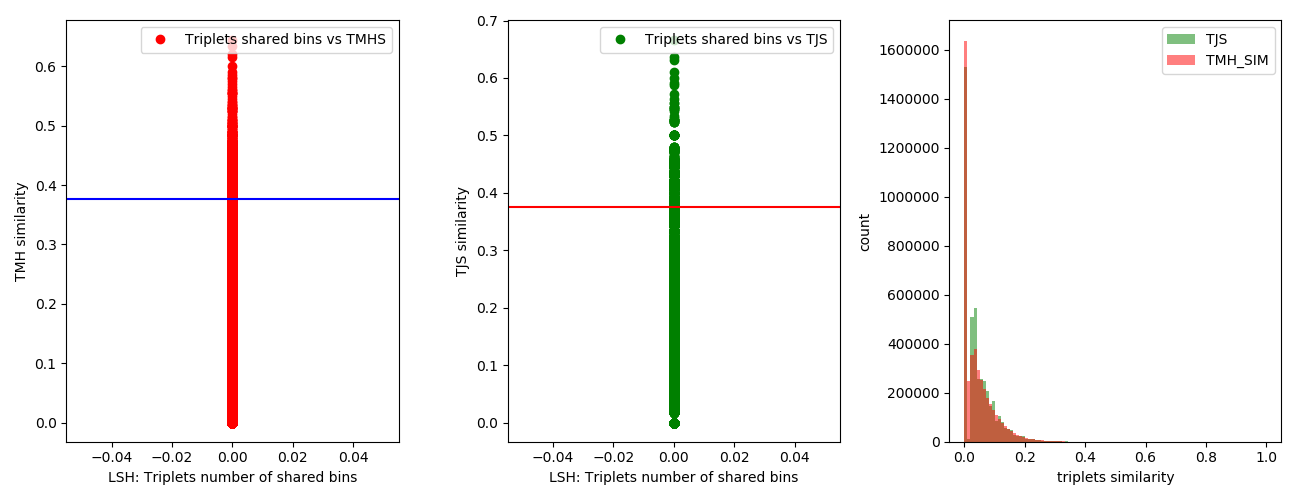 Triplets shared bins vs TMHS
TMH similarity
0.6
0.5
0.4
0.3
0.2
0.1
0.0
−0.04 −0.02 0.00 0.02 0.04
LSH: Triplets number of shared bins
Triplets shared bins vs TJS
TJS similarity
0.7
0.6
0.5
0.4
0.3
0.2
0.1
0.0
−0.04 −0.02 0.00 0.02 0.04
LSH: Triplets number of shared bins
TJS
TMH_SIM
count
1600000
1400000
1200000
1000000
800000
600000
400000
200000
0
0.0 0.2 0.4 0.6 0.8 1.0
triplets similarity